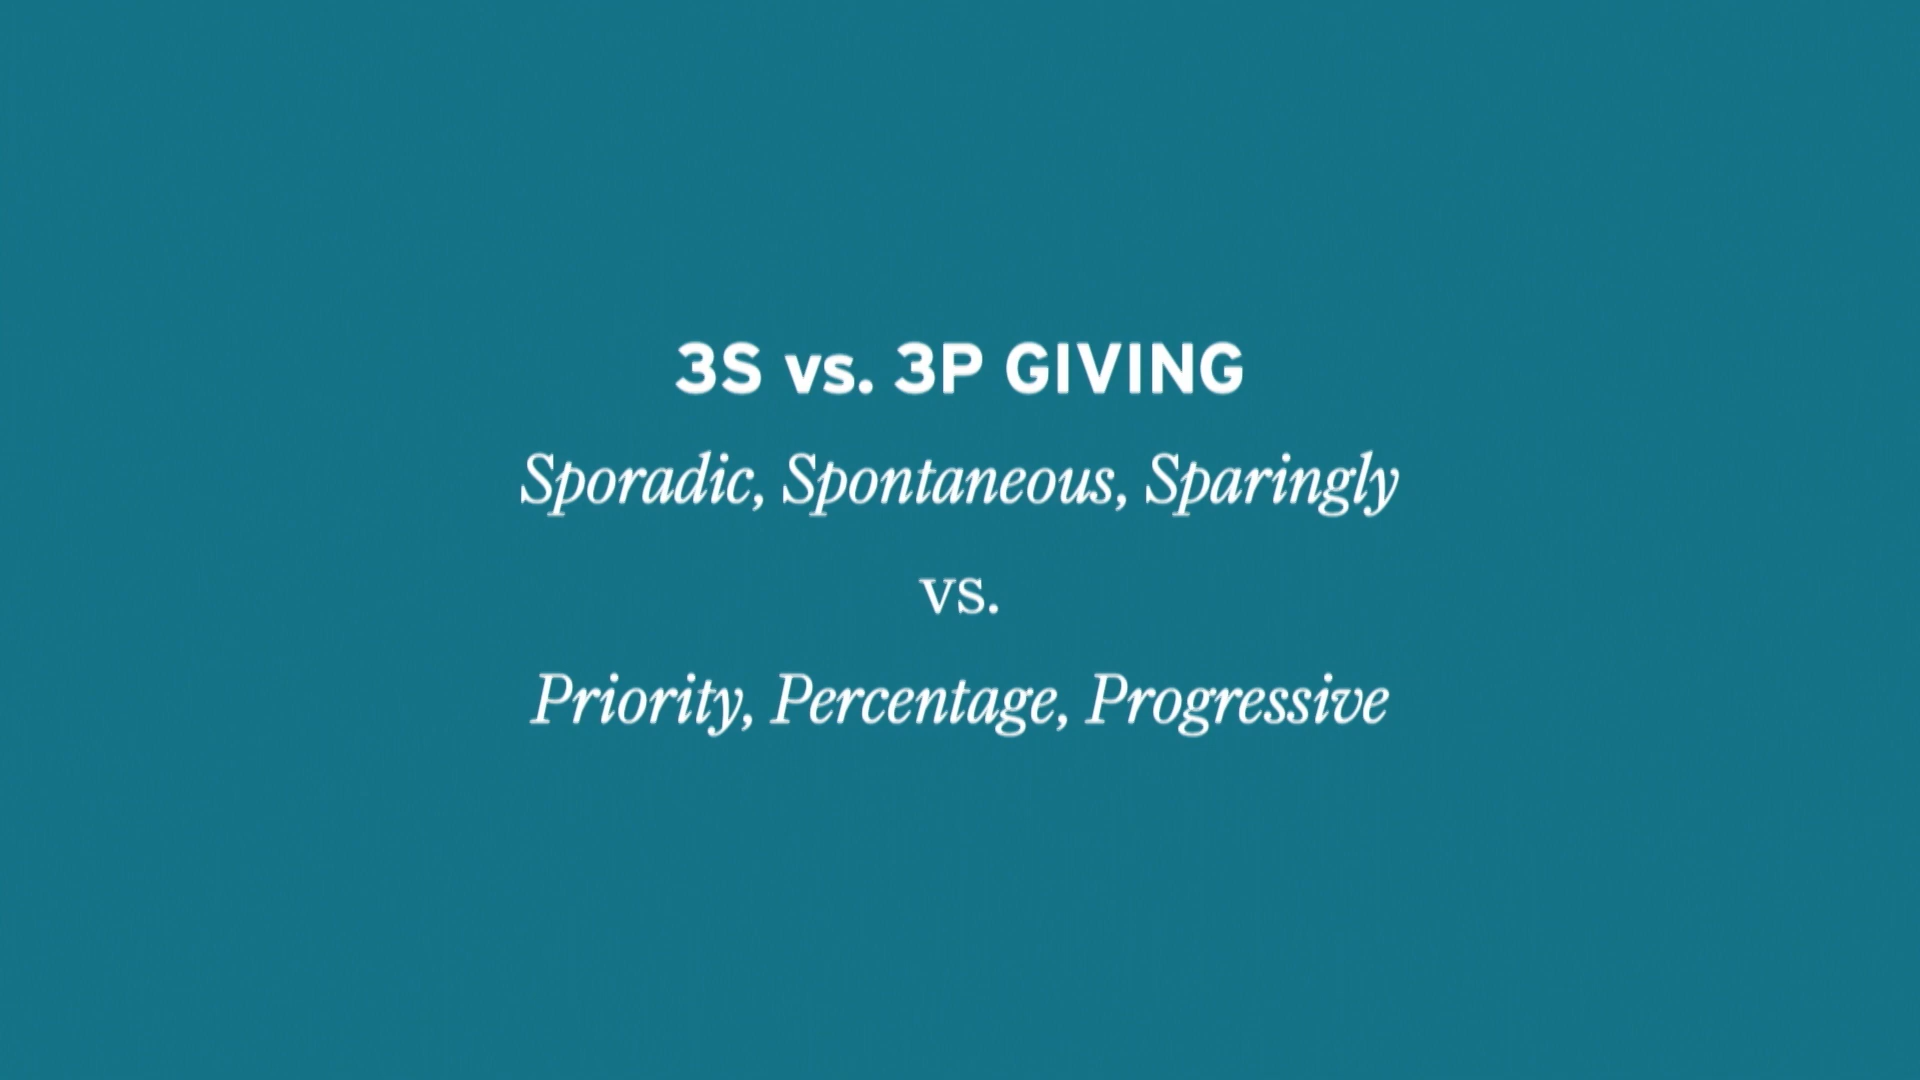 3S vs. 3P GIVING
Sporadic, Spontaneous, Sparingly
vs.
Priority, Percentage, Progressive